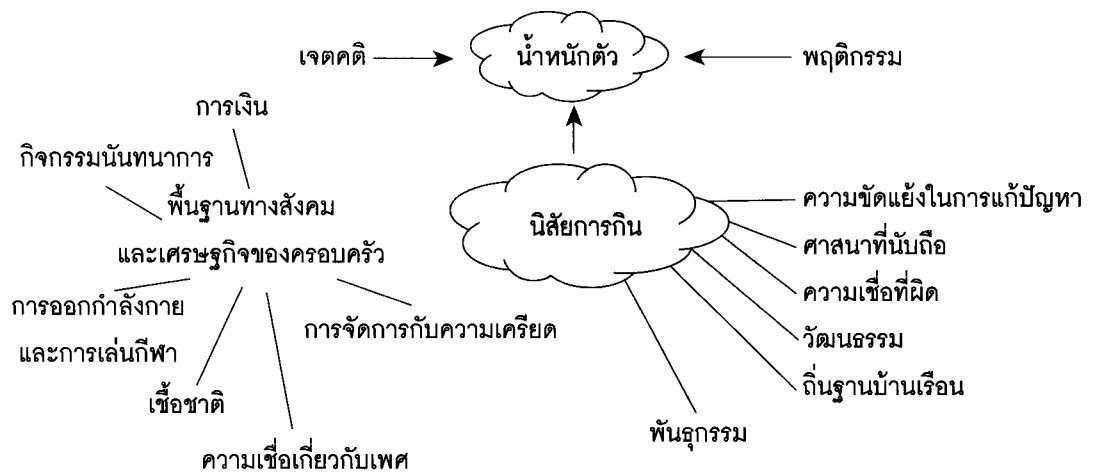 น้ำหนักตัว
เจตคติ
พฤติกรรม
การเงิน
กิจกรรมนันทนาการ
พื้นฐานทางสังคม
และเศรษฐกิจของครอบครัว
การออกกำลังกาย
และการเล่นกีฬา
เชื้อชาติ
ความเชื่อเกี่ยวกับเพศ
การจัดการกับความเครียด
นิสัยการกิน
ความขัดแย้งในการแก้ปัญหา
ศาสนาที่นับถือ
ความเชื่อที่ผิด
วัฒนธรรม
ถิ่นฐานบ้านเรือน
พันธุกรรม